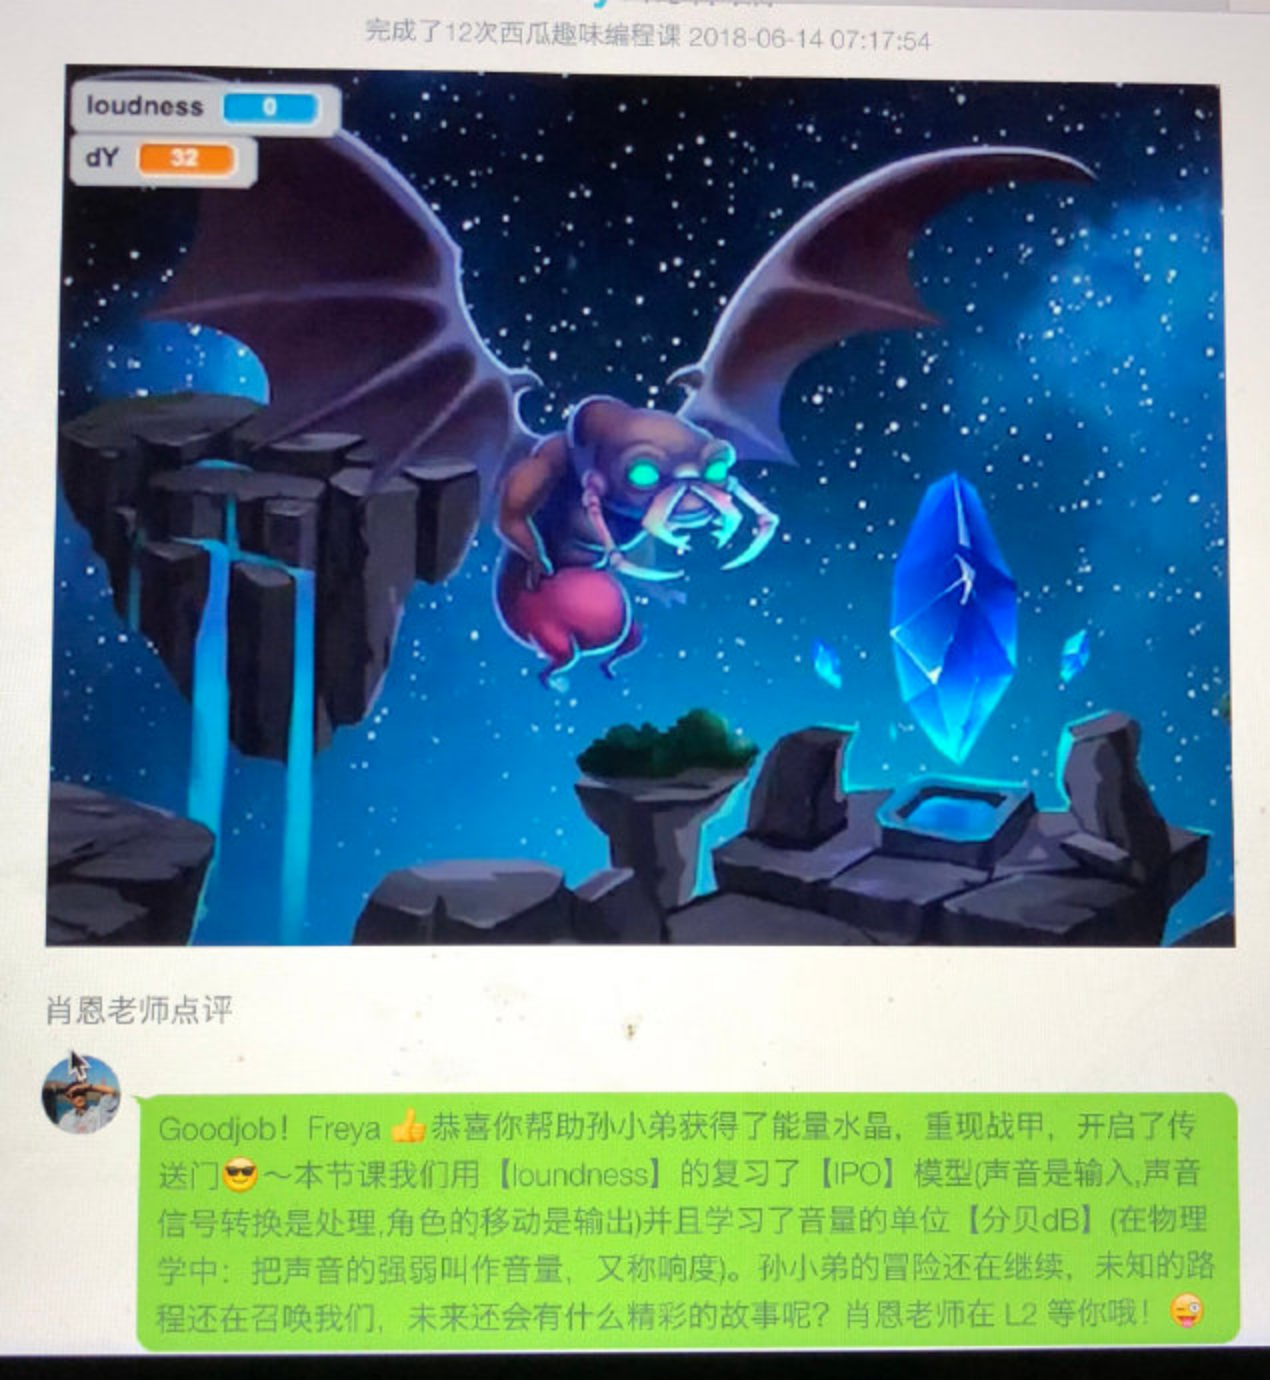 完成了12次西瓜趣味编程课 2018-06-14 07:17:54
loudness 0
dY 32
肖恩老师点评
Goodjob！Freya 👍恭喜你帮助孙小弟获得了能量水晶，重现战甲，开启了传
送门😎～本节课我们用【loundness】的复习了【IPO】模型(声音是输入,声音
信号转换是处理,角色的移动是输出)并且学习了音量的单位【分贝dB】(在物理
学中：把声音的强弱叫作音量，又称响度)。孙小弟的冒险还在继续，未知的路
程还在召唤我们，未来还会有什么精彩的故事呢？肖恩老师在 L2 等你哦！😜